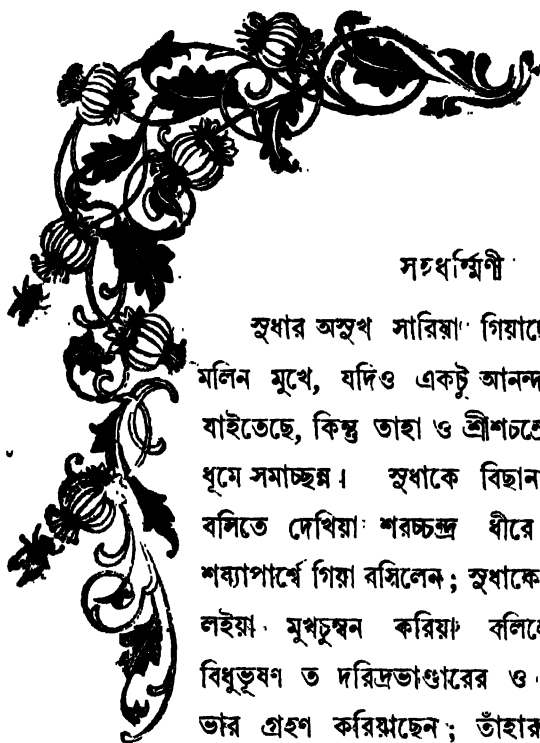 সহধর্ম্মিণী
সুধার অসুখ সারিয়া গিয়াছে
মলিন মুখে, যদিও একটু আনন্দ
যাইতেছে, কিন্তু তাহা ও শ্রীশচন্দ্রে
ধূমে সমাচ্ছন্ন। সুধাকে বিছান
বসিতে দেখিয়া শরচ্চন্দ্র ধীরে
শয্যাপার্শ্বে গিয়া বসিলেন; সুধাকে
লইয়া মুখচুম্বন করিয়া বলিলে
বিধুভূষণ ত দরিদ্রভাণ্ডারের ও
ভার গ্রহণ করিয়াছেন; তাঁহার